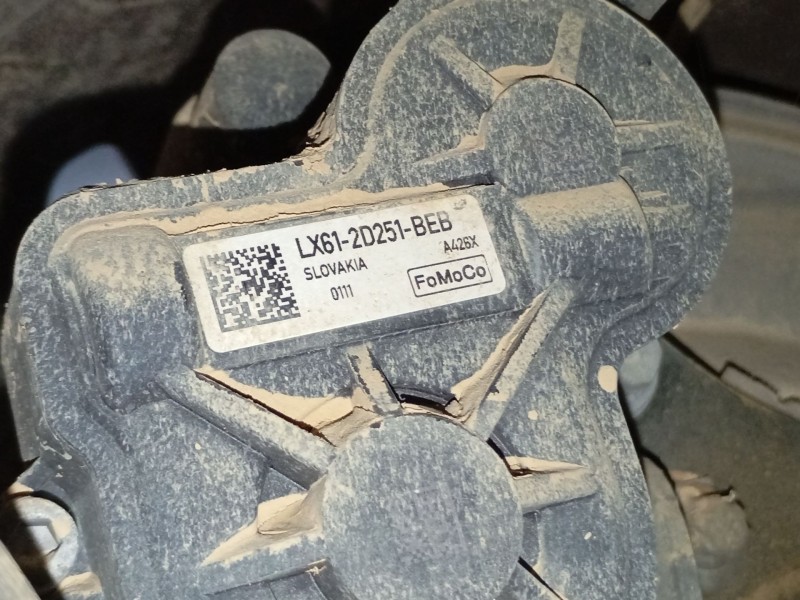 LX61-2D251-BEB
SLOVAKIA A426X
0111 FoMoCo